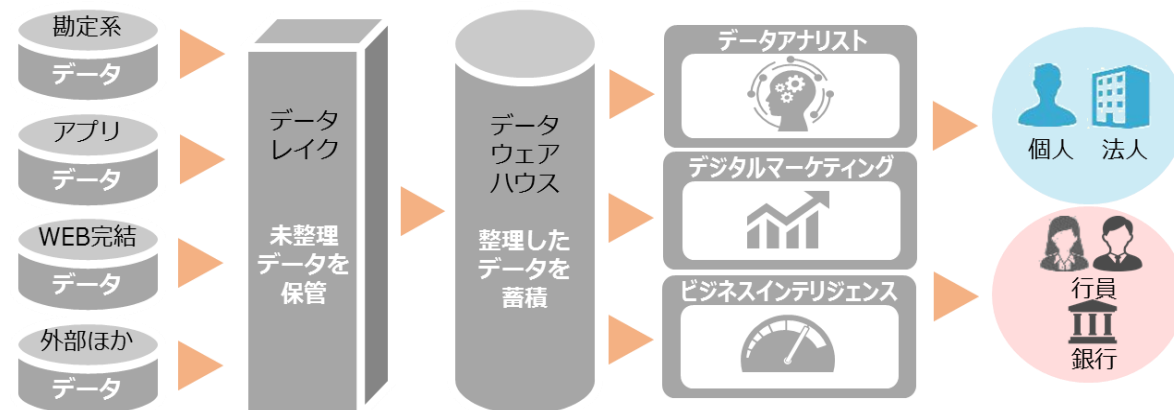 勘定系
データ
アプリ
データ
WEB完結
データ
外部ほか
データ
データ
レイク
未整理
データを
保管
データ
ウェア
ハウス
整理した
データを
蓄積
データアナリスト
デジタルマーケティング
ビジネスインテリジェンス
個人 法人
行員
銀行